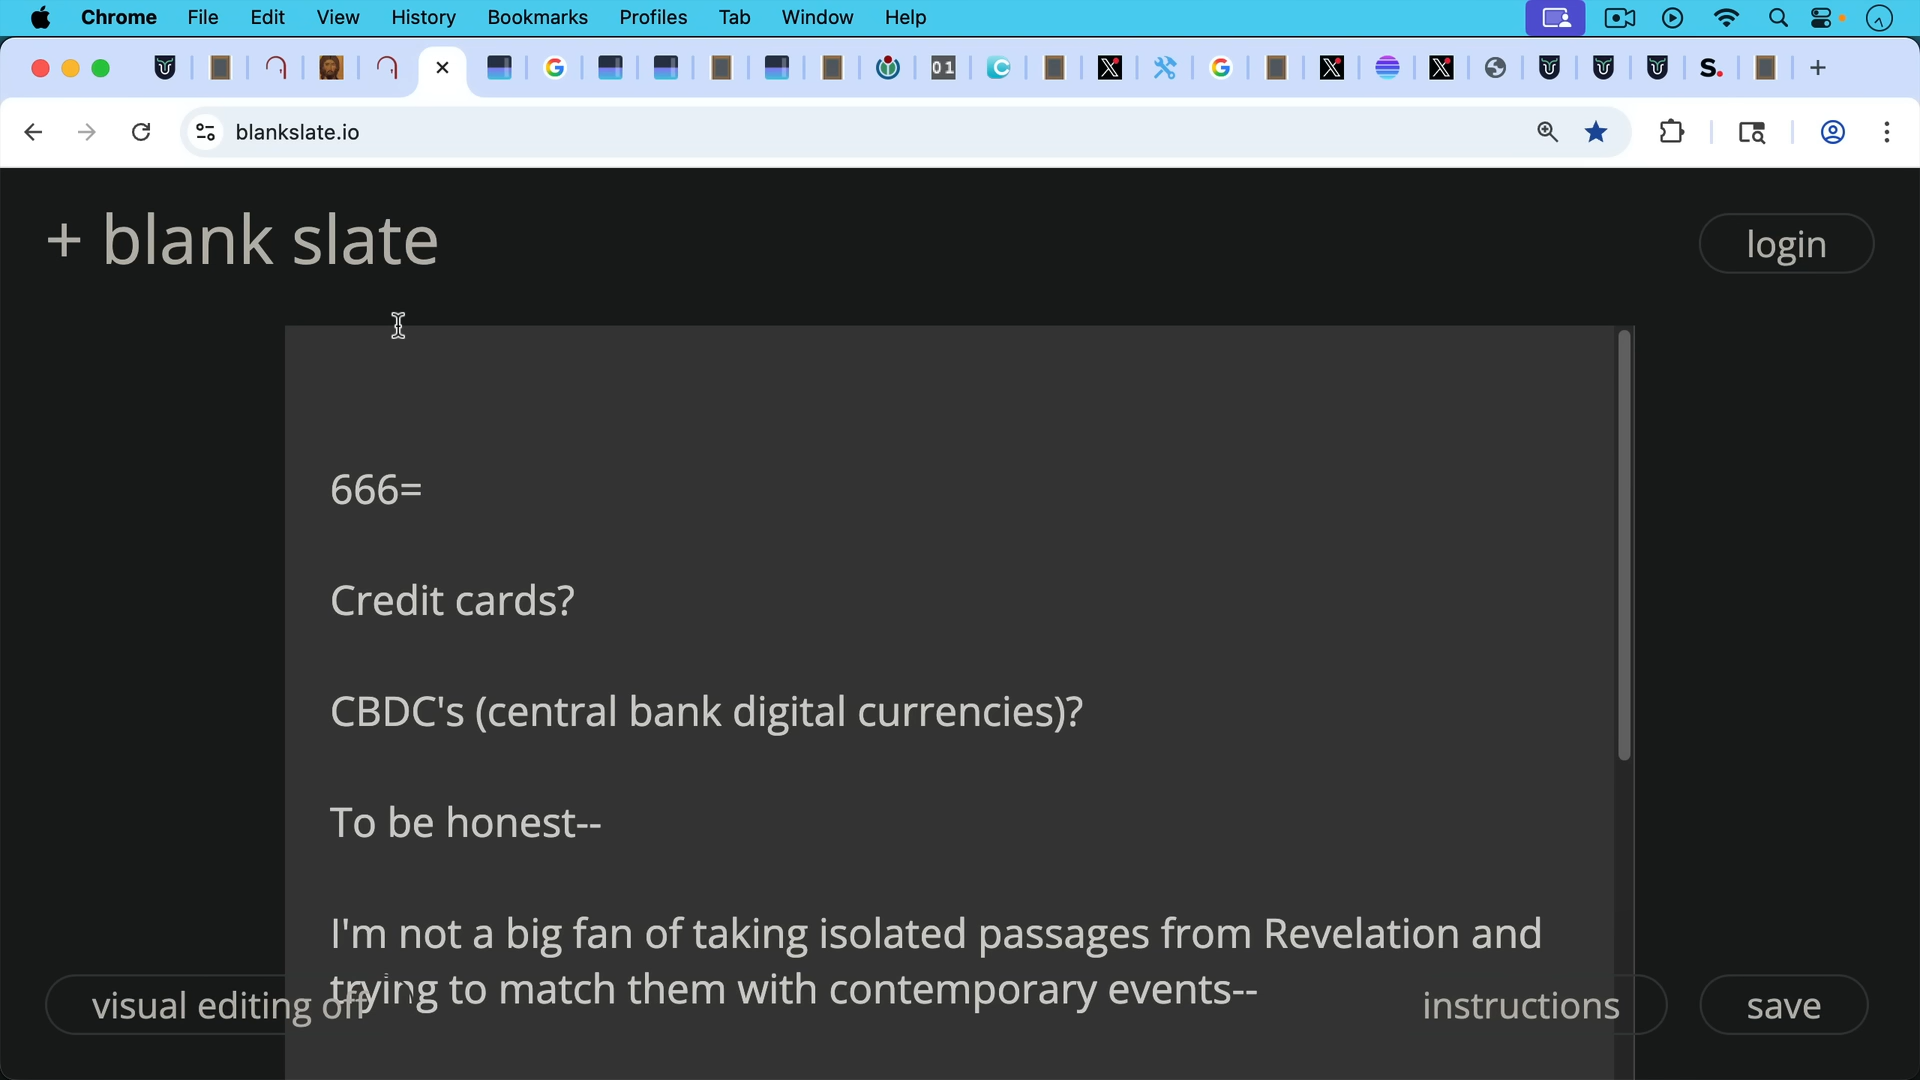 Chrome File Edit View History Bookmarks Profiles Tab Window Help
01
S.
blankslate.io
+ blank slate
login
666=
Credit cards?
CBDC's (central bank digital currencies)?
To be honest--
I'm not a big fan of taking isolated passages from Revelation and
trying to match them with contemporary events--
visual editing off
instructions
save